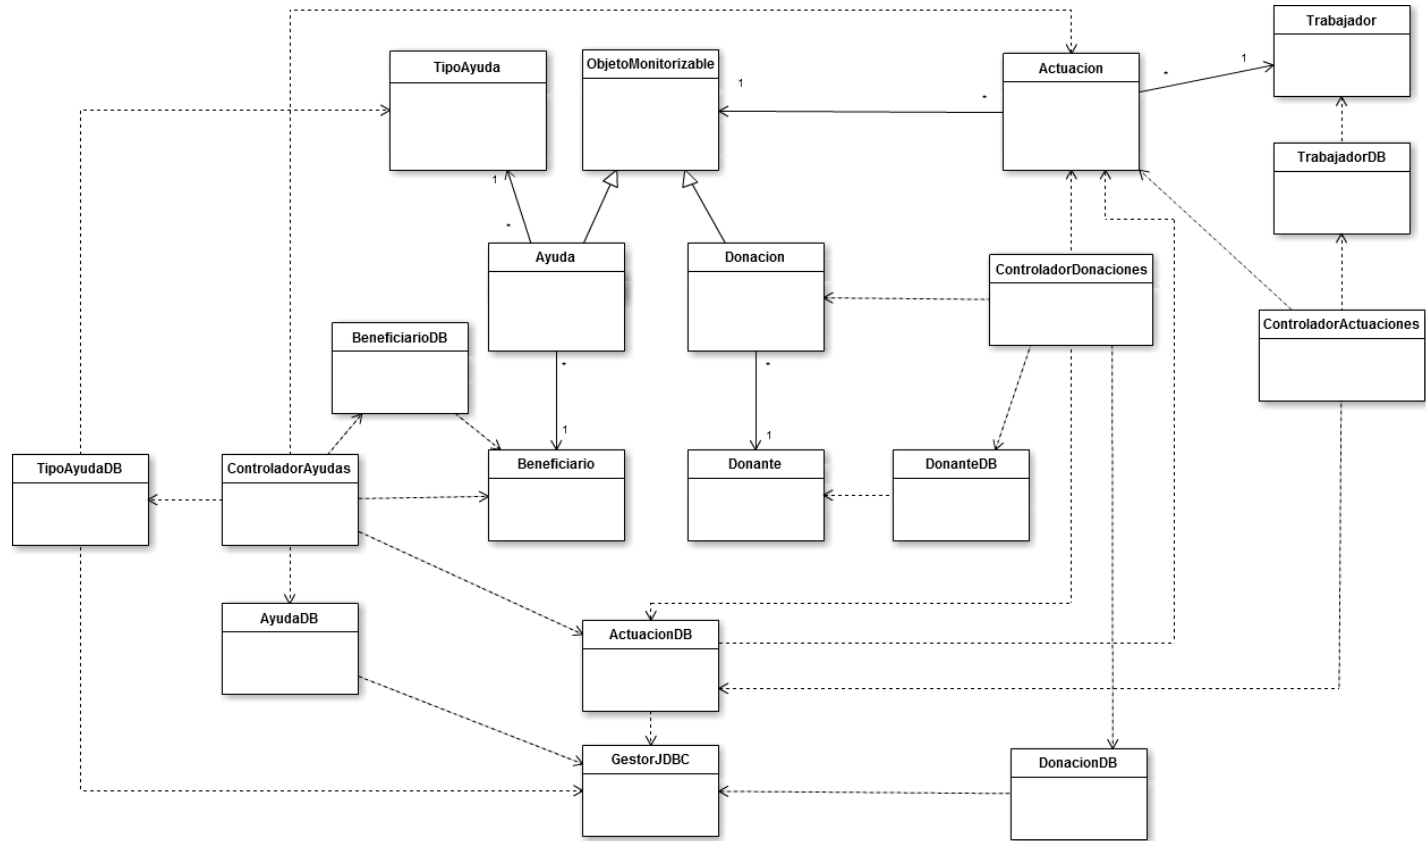 Trabajador
TipoAyuda
ObjetoMonitorizable
Actuacion
1
*
*
1
TrabajadorDB
1
*
Ayuda
Donacion
ControladorDonaciones
ControladorActuaciones
BeneficiarioDB
*
*
1
1
TipoAyudaDB
ControladorAyudas
Beneficiario
Donante
DonanteDB
AyudaDB
ActuacionDB
GestorJDBC
DonacionDB